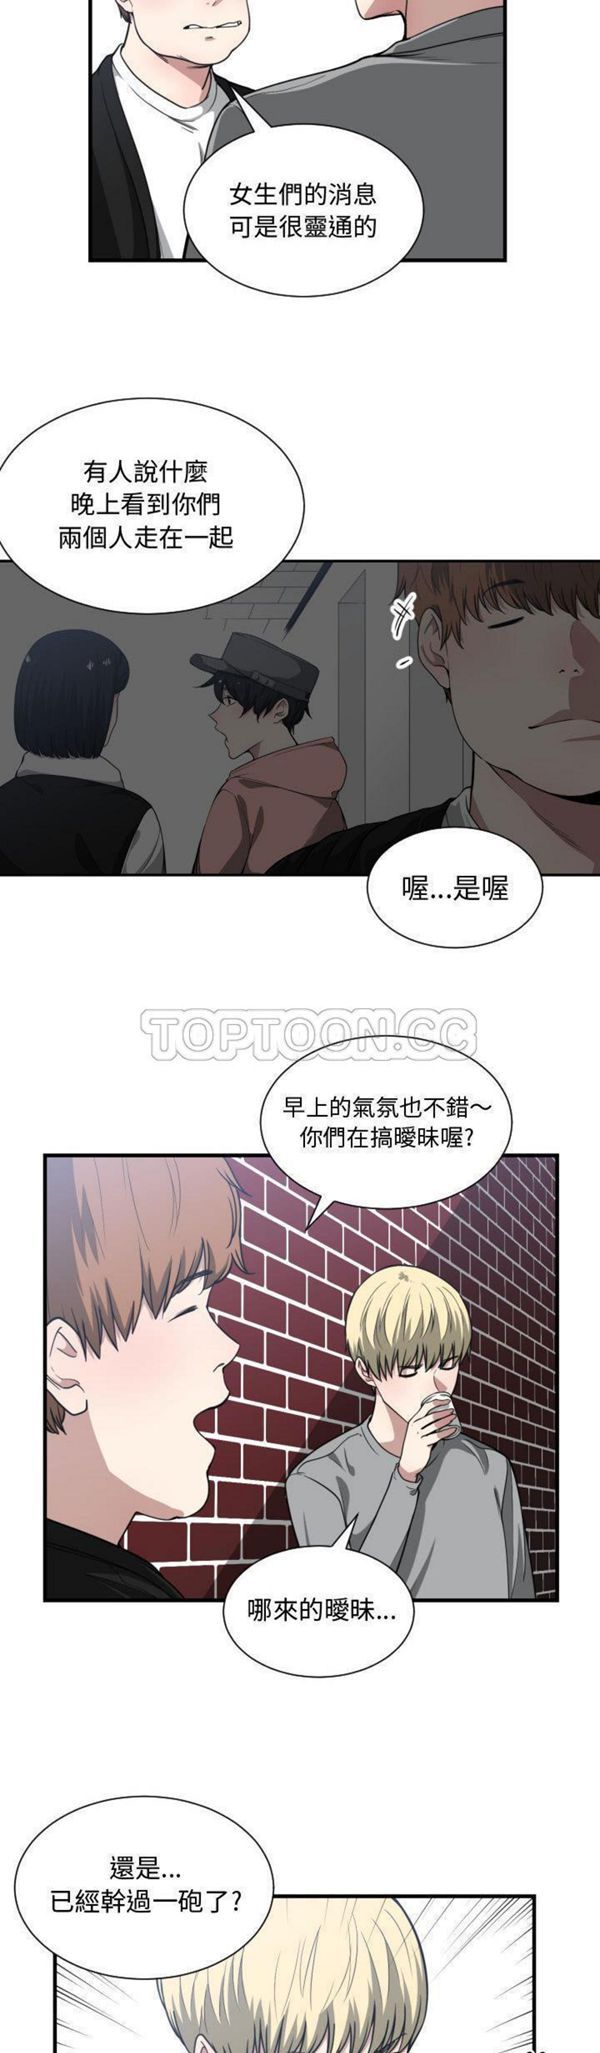 女生們的消息
可是很靈通的
有人說什麼
晚上看到你們
兩個人走在一起
喔...是喔
TOPTOON.CC
早上的氣氛也不錯～
你們在搞曖昧喔?
哪來的曖昧...
還是...
已經幹過一砲了?